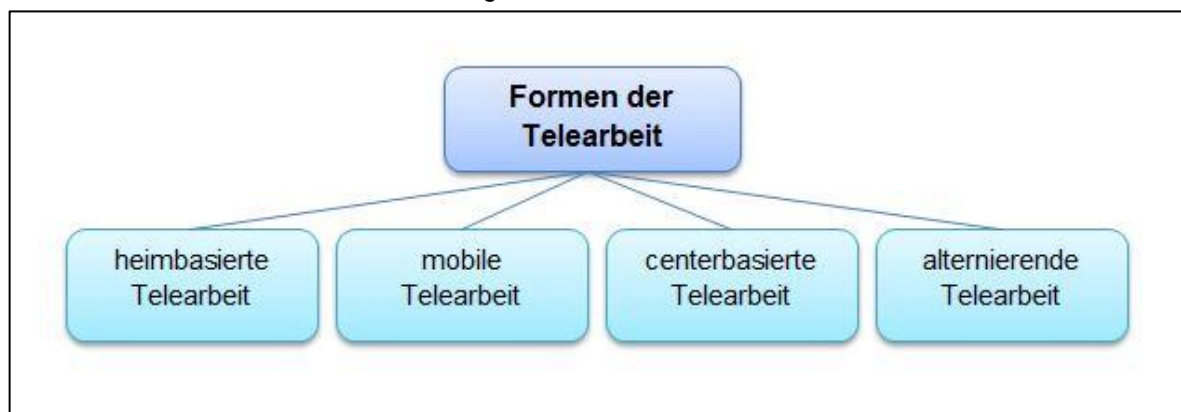 Formen der
Telearbeit
heimbasierte
Telearbeit
mobile
Telearbeit
centerbasierte
Telearbeit
alternierende
Telearbeit